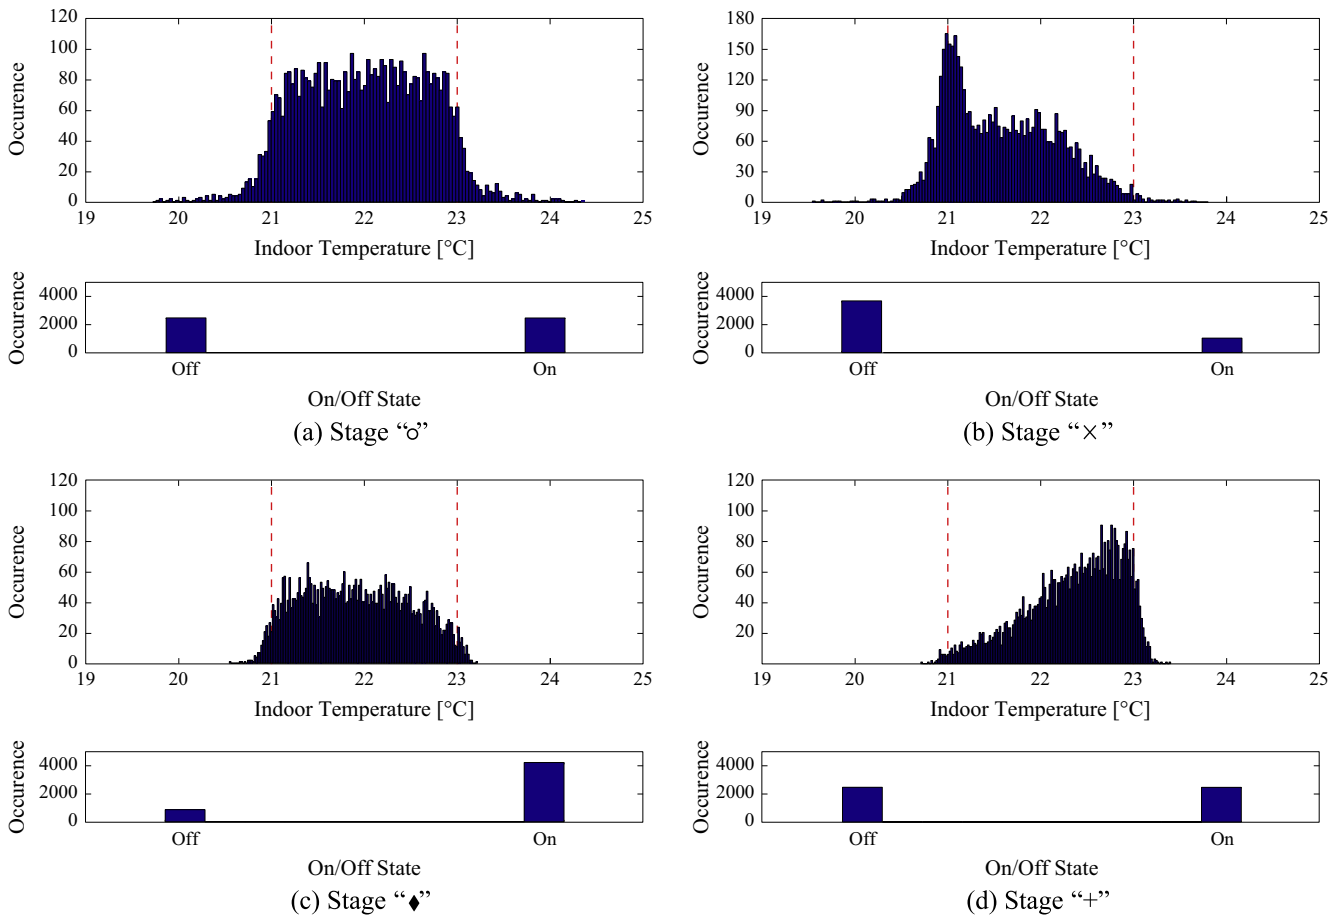 120
100
80
60
40
20
0
Occurence
19 20 21 22 23 24 25
Indoor Temperature [°C]
4000
2000
0
Occurence
Off On
On/Off State
(a) Stage “♂”
180
150
120
90
60
30
0
Occurence
19 20 21 22 23 24 25
Indoor Temperature [°C]
4000
2000
0
Occurence
Off On
On/Off State
(b) Stage “×”
120
100
80
60
40
20
0
Occurence
19 20 21 22 23 24 25
Indoor Temperature [°C]
4000
2000
0
Occurence
Off On
On/Off State
(c) Stage “♦”
120
100
80
60
40
20
0
Occurence
19 20 21 22 23 24 25
Indoor Temperature [°C]
4000
2000
0
Occurence
Off On
On/Off State
(d) Stage “+”